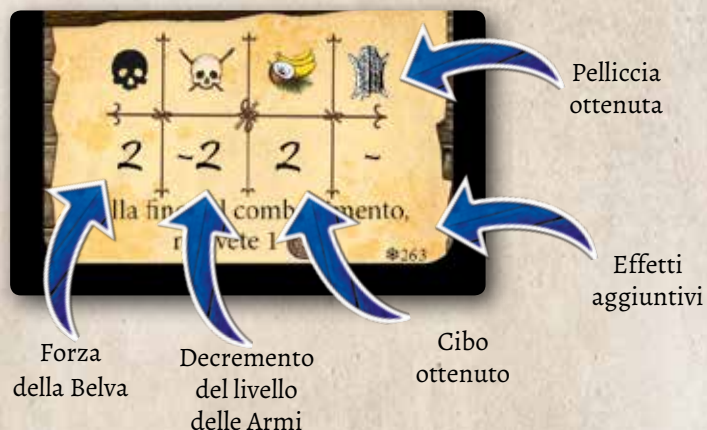 Pelliccia
ottenuta
2 -2 2 -
lla fin l comb mento,
vete 1
263
Effetti
aggiuntivi
Forza
della Belva
Decremento
del livello
delle Armi
Cibo
ottenuto